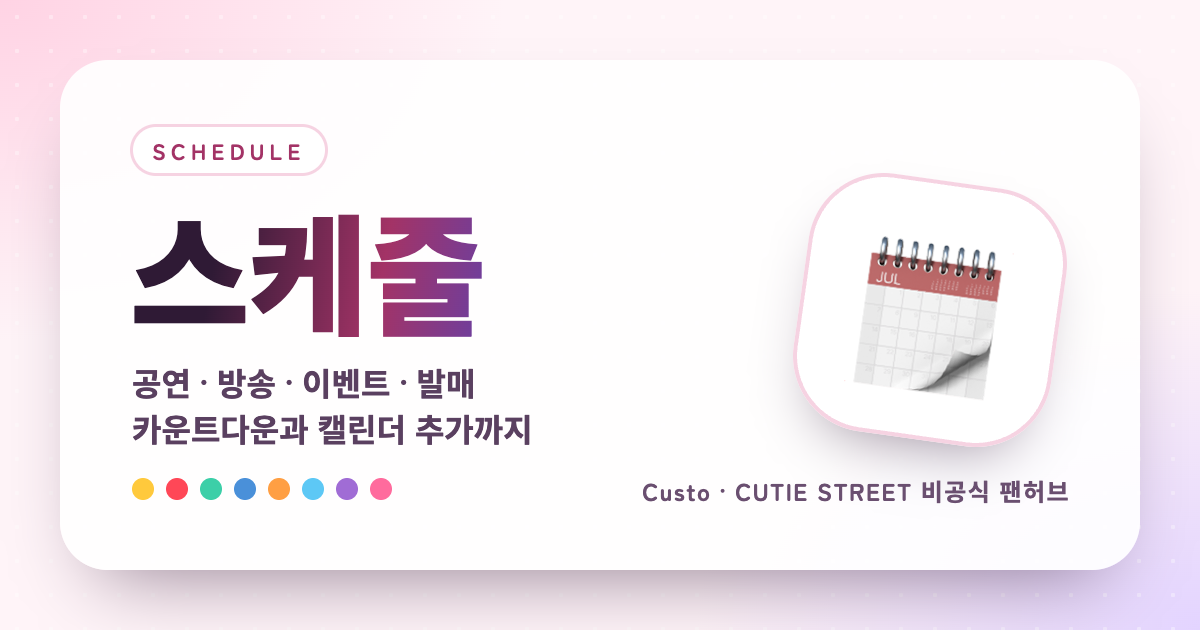 SCHEDULE
스케줄
공연 · 방송 · 이벤트 · 발매
카운트다운과 캘린더 추가까지
JUL
Custo · CUTIE STREET 비공식 팬허브